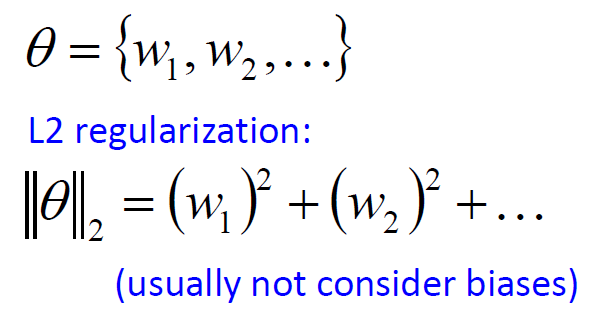 θ = {w₁, w₂, …}
L2 regularization:
‖θ‖₂ = (w₁)² + (w₂)² + …
(usually not consider biases)